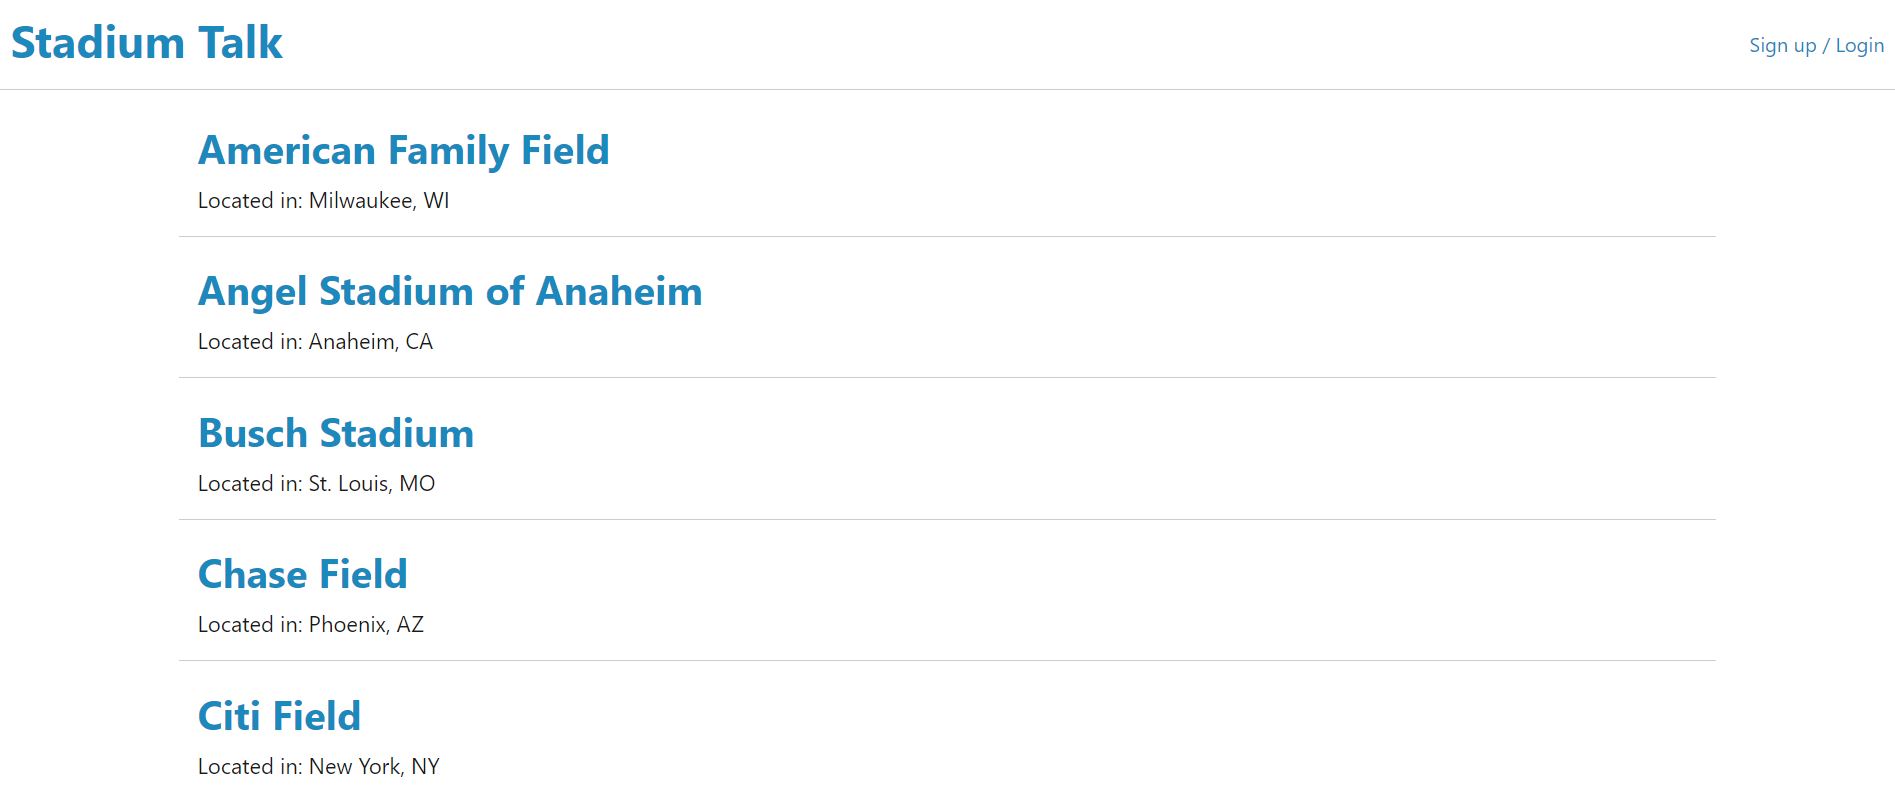 Stadium Talk
Sign up / Login
American Family Field
Located in: Milwaukee, WI
Angel Stadium of Anaheim
Located in: Anaheim, CA
Busch Stadium
Located in: St. Louis, MO
Chase Field
Located in: Phoenix, AZ
Citi Field
Located in: New York, NY